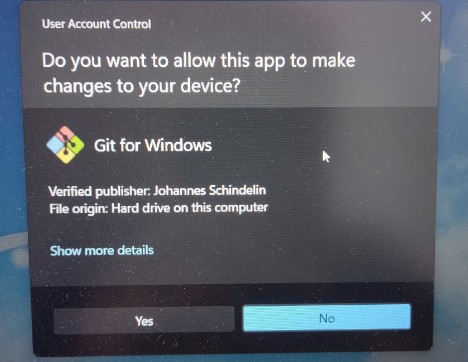 User Account Control
Do you want to allow this app to make
changes to your device?
Git for Windows
Verified publisher: Johannes Schindelin
File origin: Hard drive on this computer
Show more details
Yes
No